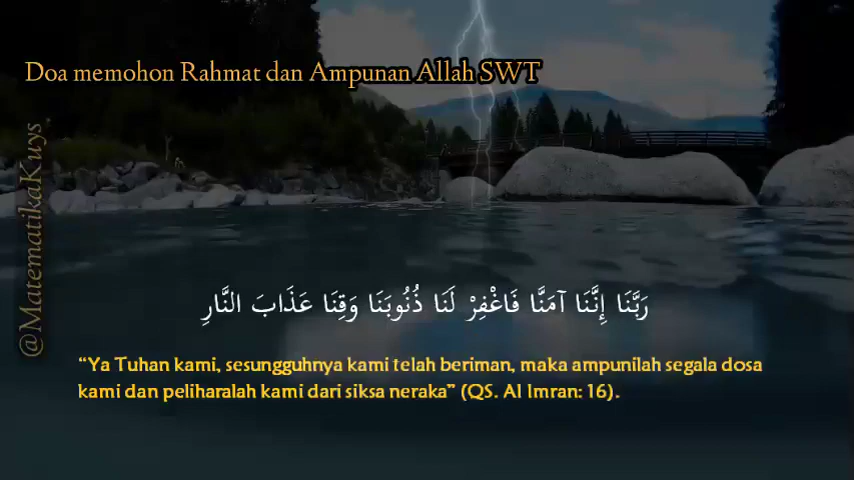 Doa memohon Rahmat dan Ampunan Allah SWT
@MatematikaKuys
رَبَّنَا إِنَّنَا آمَنَّا فَاغْفِرْ لَنَا ذُنُوبَنَا وَقِنَا عَذَابَ النَّارِ
“Ya Tuhan kami, sesungguhnya kami telah beriman, maka ampunilah segala dosa
kami dan peliharalah kami dari siksa neraka” (QS. Al Imran: 16).